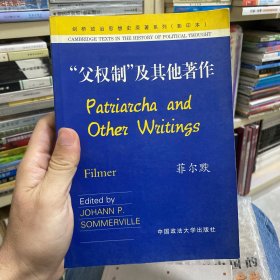 剑桥政治思想史原著系列（影印本）
CAMBRIDGE TEXTS IN THE HISTORY OF POLITICAL THOUGHT
“父权制”及其他著作
Patriarcha and
Other Writings
Filmer
菲尔默
Edited by
JOHANN P.
SOMMERVILLE
中国政法大学出版社